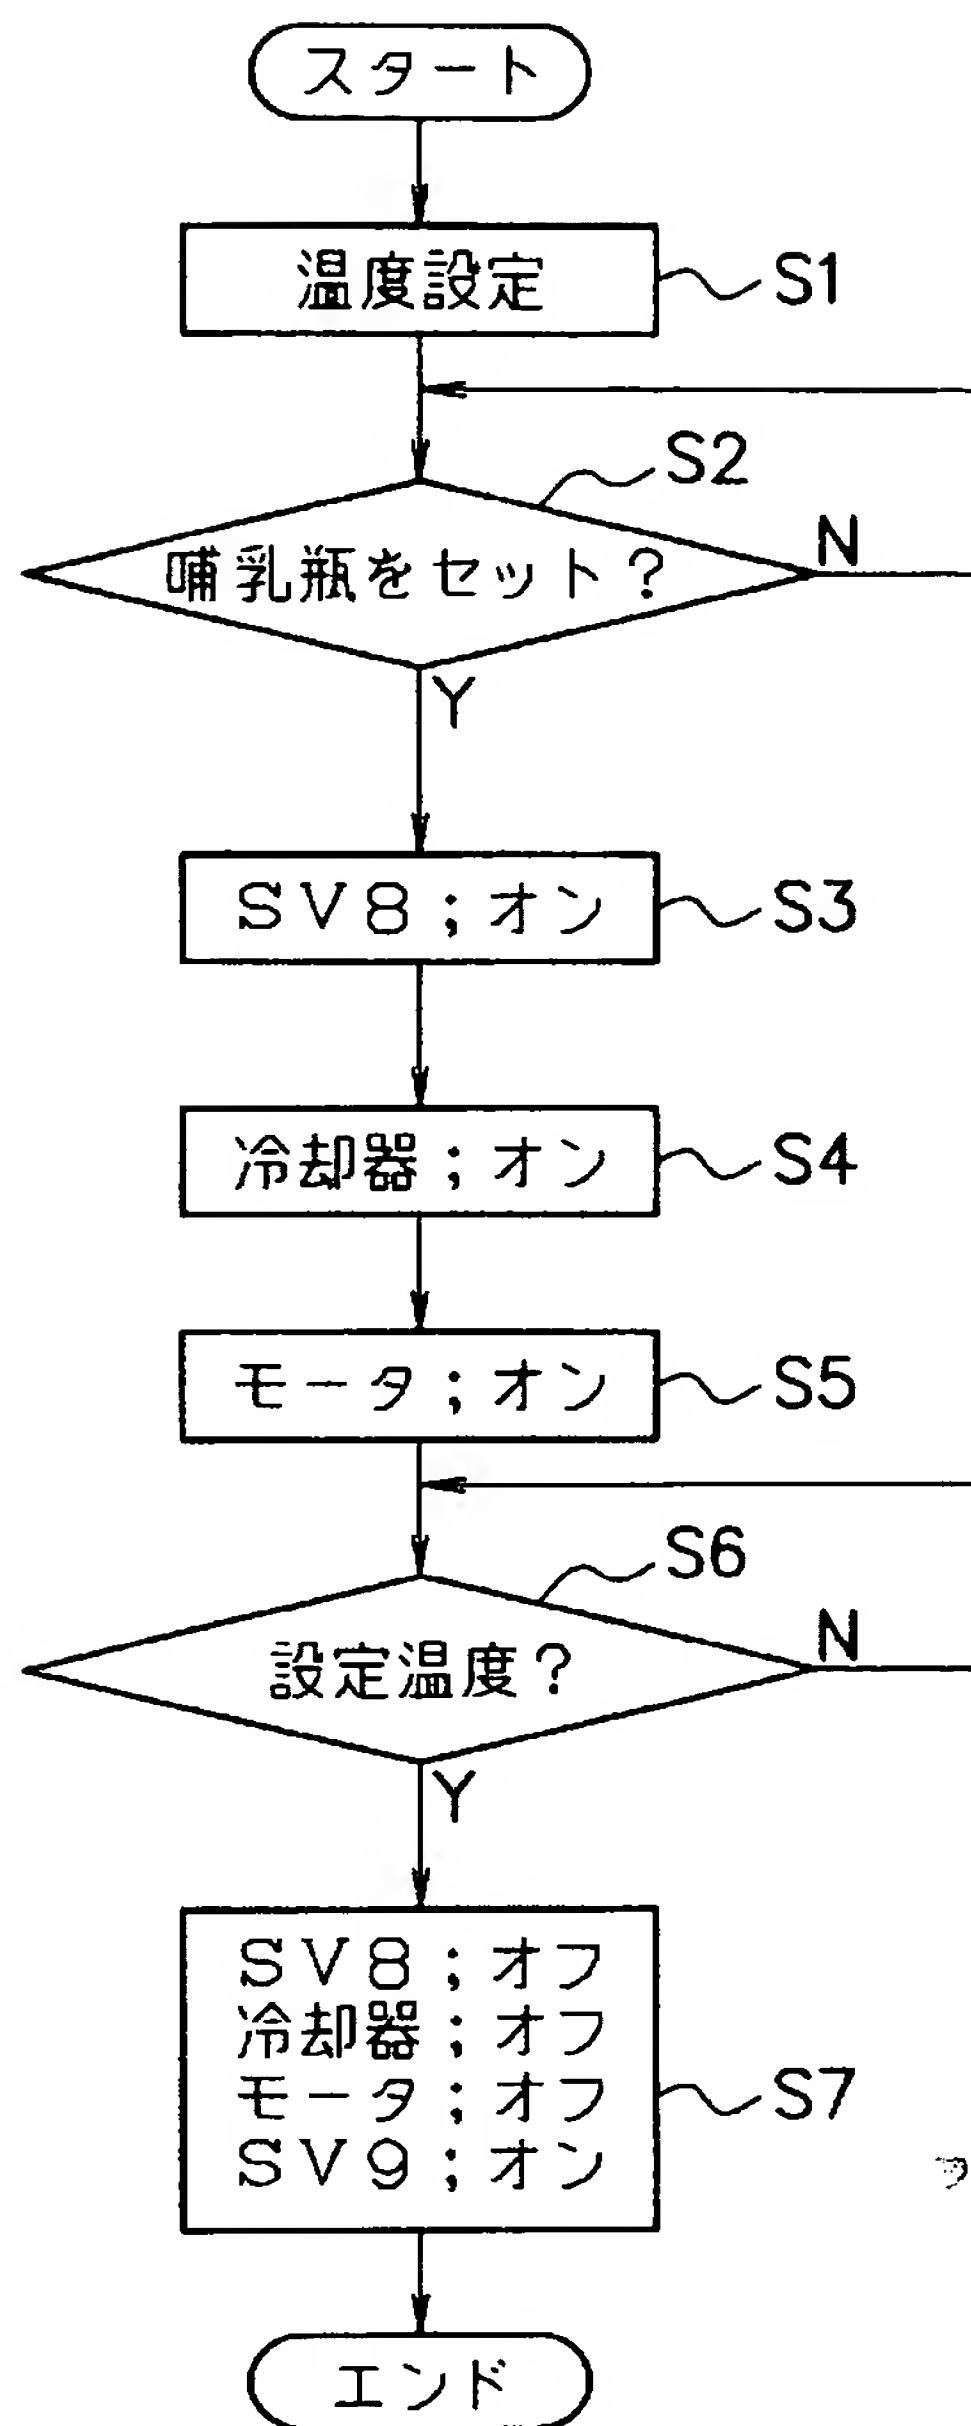 スタート
温度設定
S1
S2
哺乳瓶をセット？
N
Y
SV8；オン
S3
冷却器；オン
S4
モータ；オン
S5
S6
設定温度？
N
Y
SV8；オフ
冷却器；オフ
モータ；オフ
SV9；オン
S7
エンド